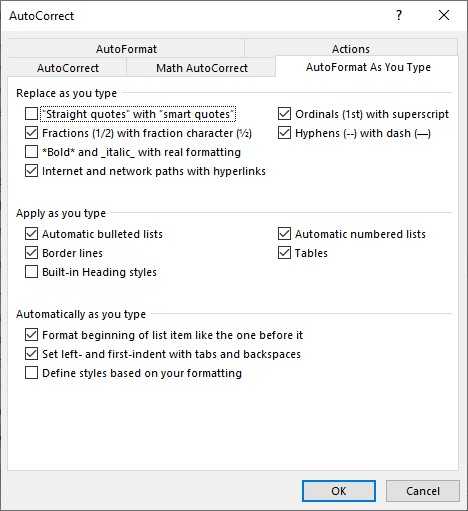 AutoCorrect ? ×
AutoFormat Actions
AutoCorrect Math AutoCorrect AutoFormat As You Type
Replace as you type
"Straight quotes" with “smart quotes” Ordinals (1st) with superscript
Fractions (1/2) with fraction character (½) Hyphens (--) with dash (—)
*Bold* and _italic_ with real formatting
Internet and network paths with hyperlinks
Apply as you type
Automatic bulleted lists Automatic numbered lists
Border lines Tables
Built-in Heading styles
Automatically as you type
Format beginning of list item like the one before it
Set left- and first-indent with tabs and backspaces
Define styles based on your formatting
OK Cancel